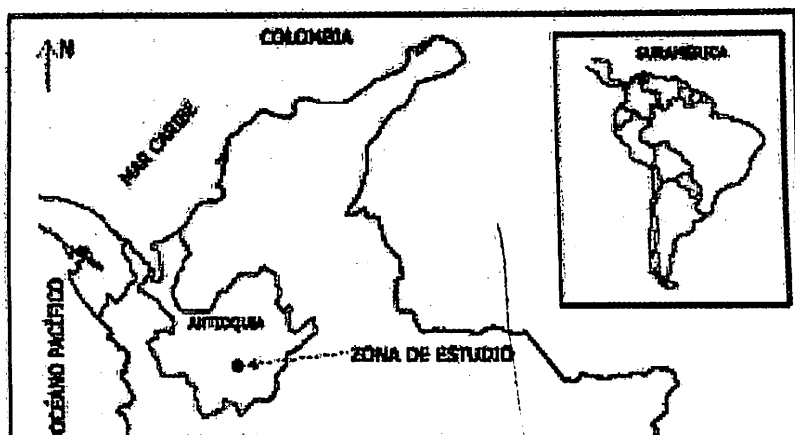 N
COLOMBIA
SURAMÉRICA
MAR CARIBE
OCÉANO PACÍFICO
ANTIOQUIA
ZONA DE ESTUDIO